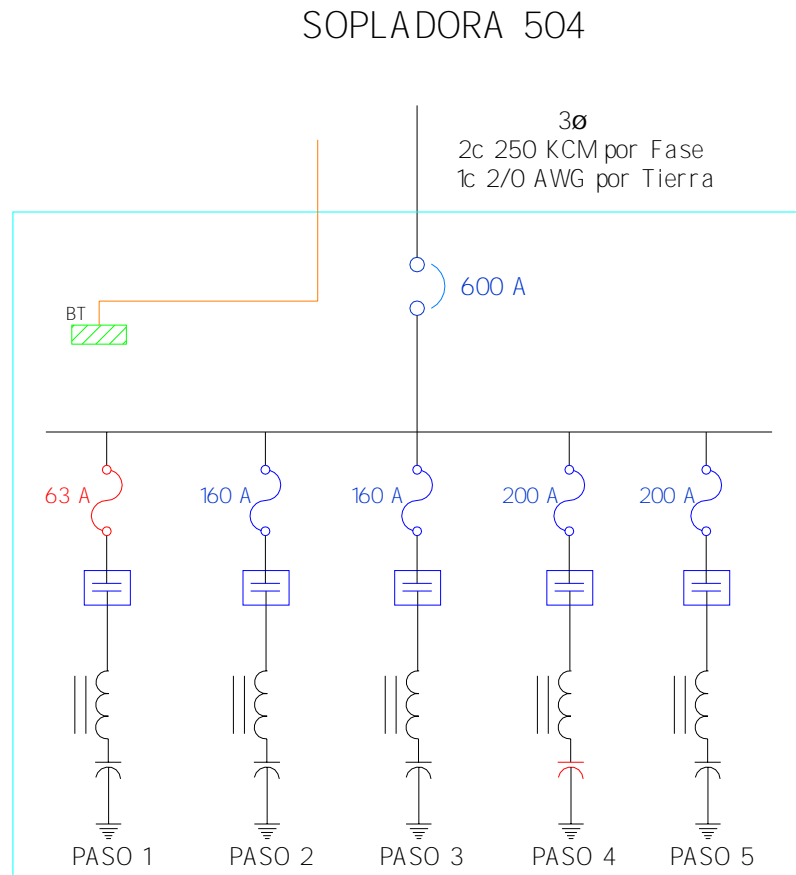 SOPLADORA 504
3ø
2c 250 KCM por Fase
1c 2/0 AWG por Tierra
600 A
BT
63 A
160 A
160 A
200 A
200 A
PASO 1
PASO 2
PASO 3
PASO 4
PASO 5